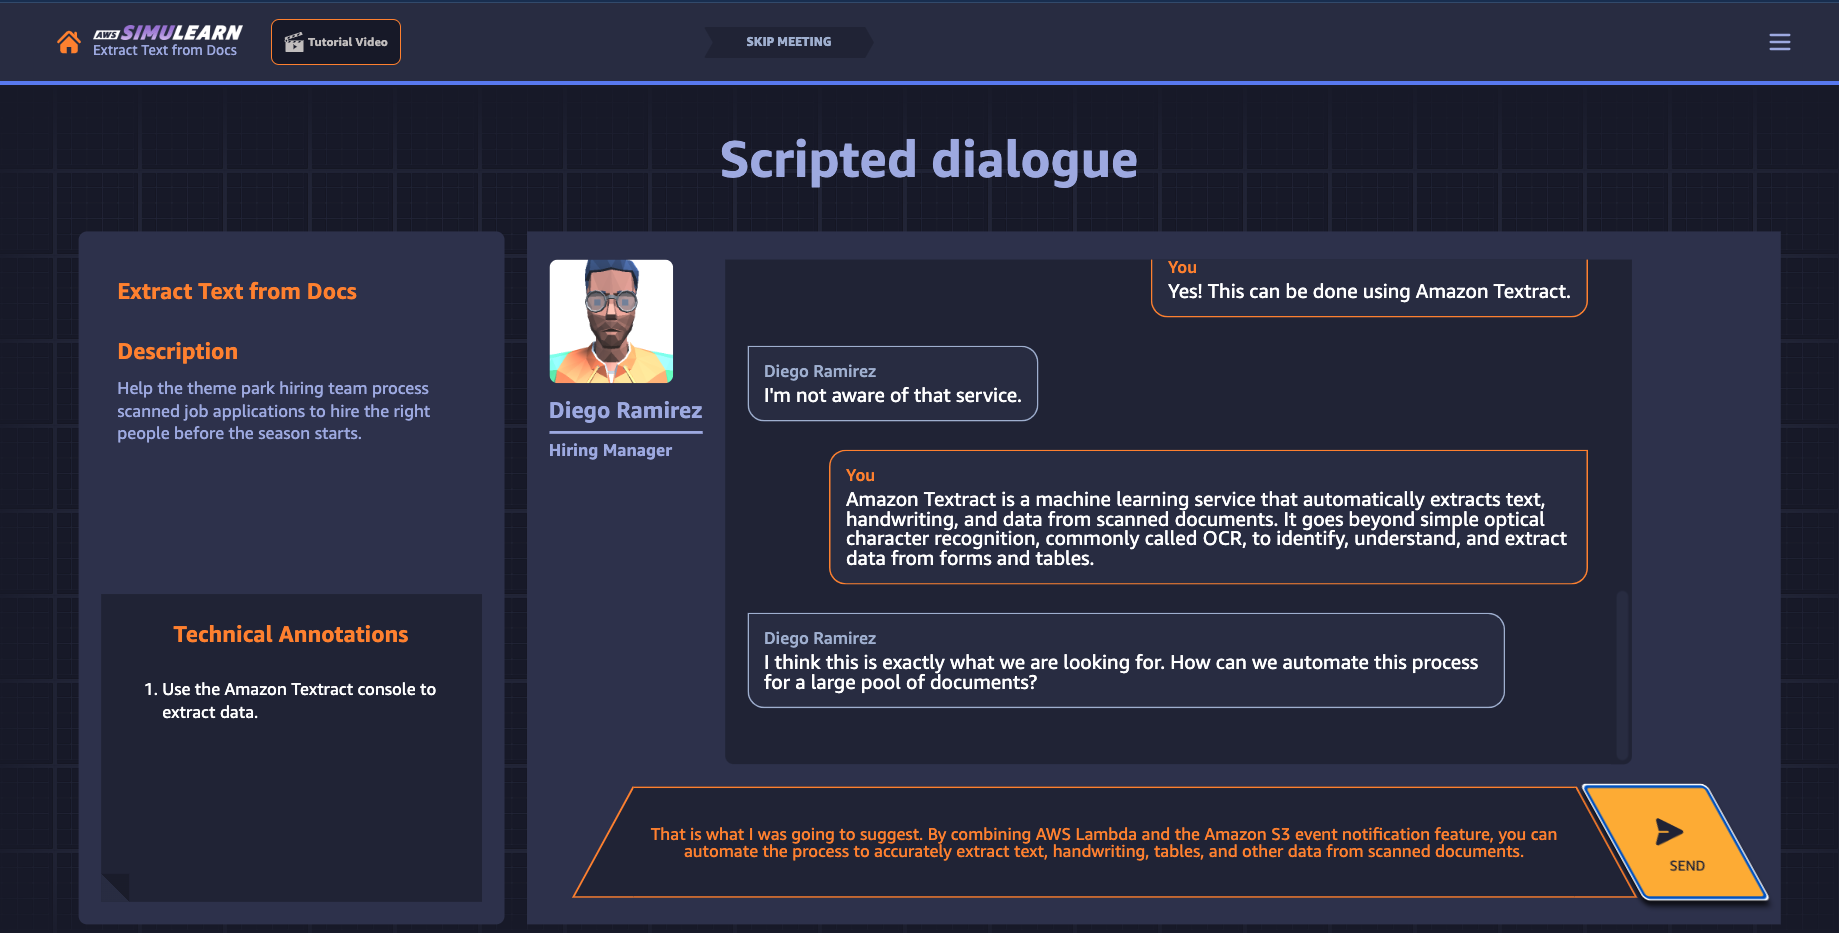 aws SIMULEARN
Extract Text from Docs
Tutorial Video
SKIP MEETING
Scripted dialogue
Extract Text from Docs
Description
Help the theme park hiring team process
scanned job applications to hire the right
people before the season starts.
Technical Annotations
1. Use the Amazon Textract console to
extract data.
Diego Ramirez
Hiring Manager
You
Yes! This can be done using Amazon Textract.
Diego Ramirez
I'm not aware of that service.
You
Amazon Textract is a machine learning service that automatically extracts text,
handwriting, and data from scanned documents. It goes beyond simple optical
character recognition, commonly called OCR, to identify, understand, and extract
data from forms and tables.
Diego Ramirez
I think this is exactly what we are looking for. How can we automate this process
for a large pool of documents?
That is what I was going to suggest. By combining AWS Lambda and the Amazon S3 event notification feature, you can
automate the process to accurately extract text, handwriting, tables, and other data from scanned documents.
SEND